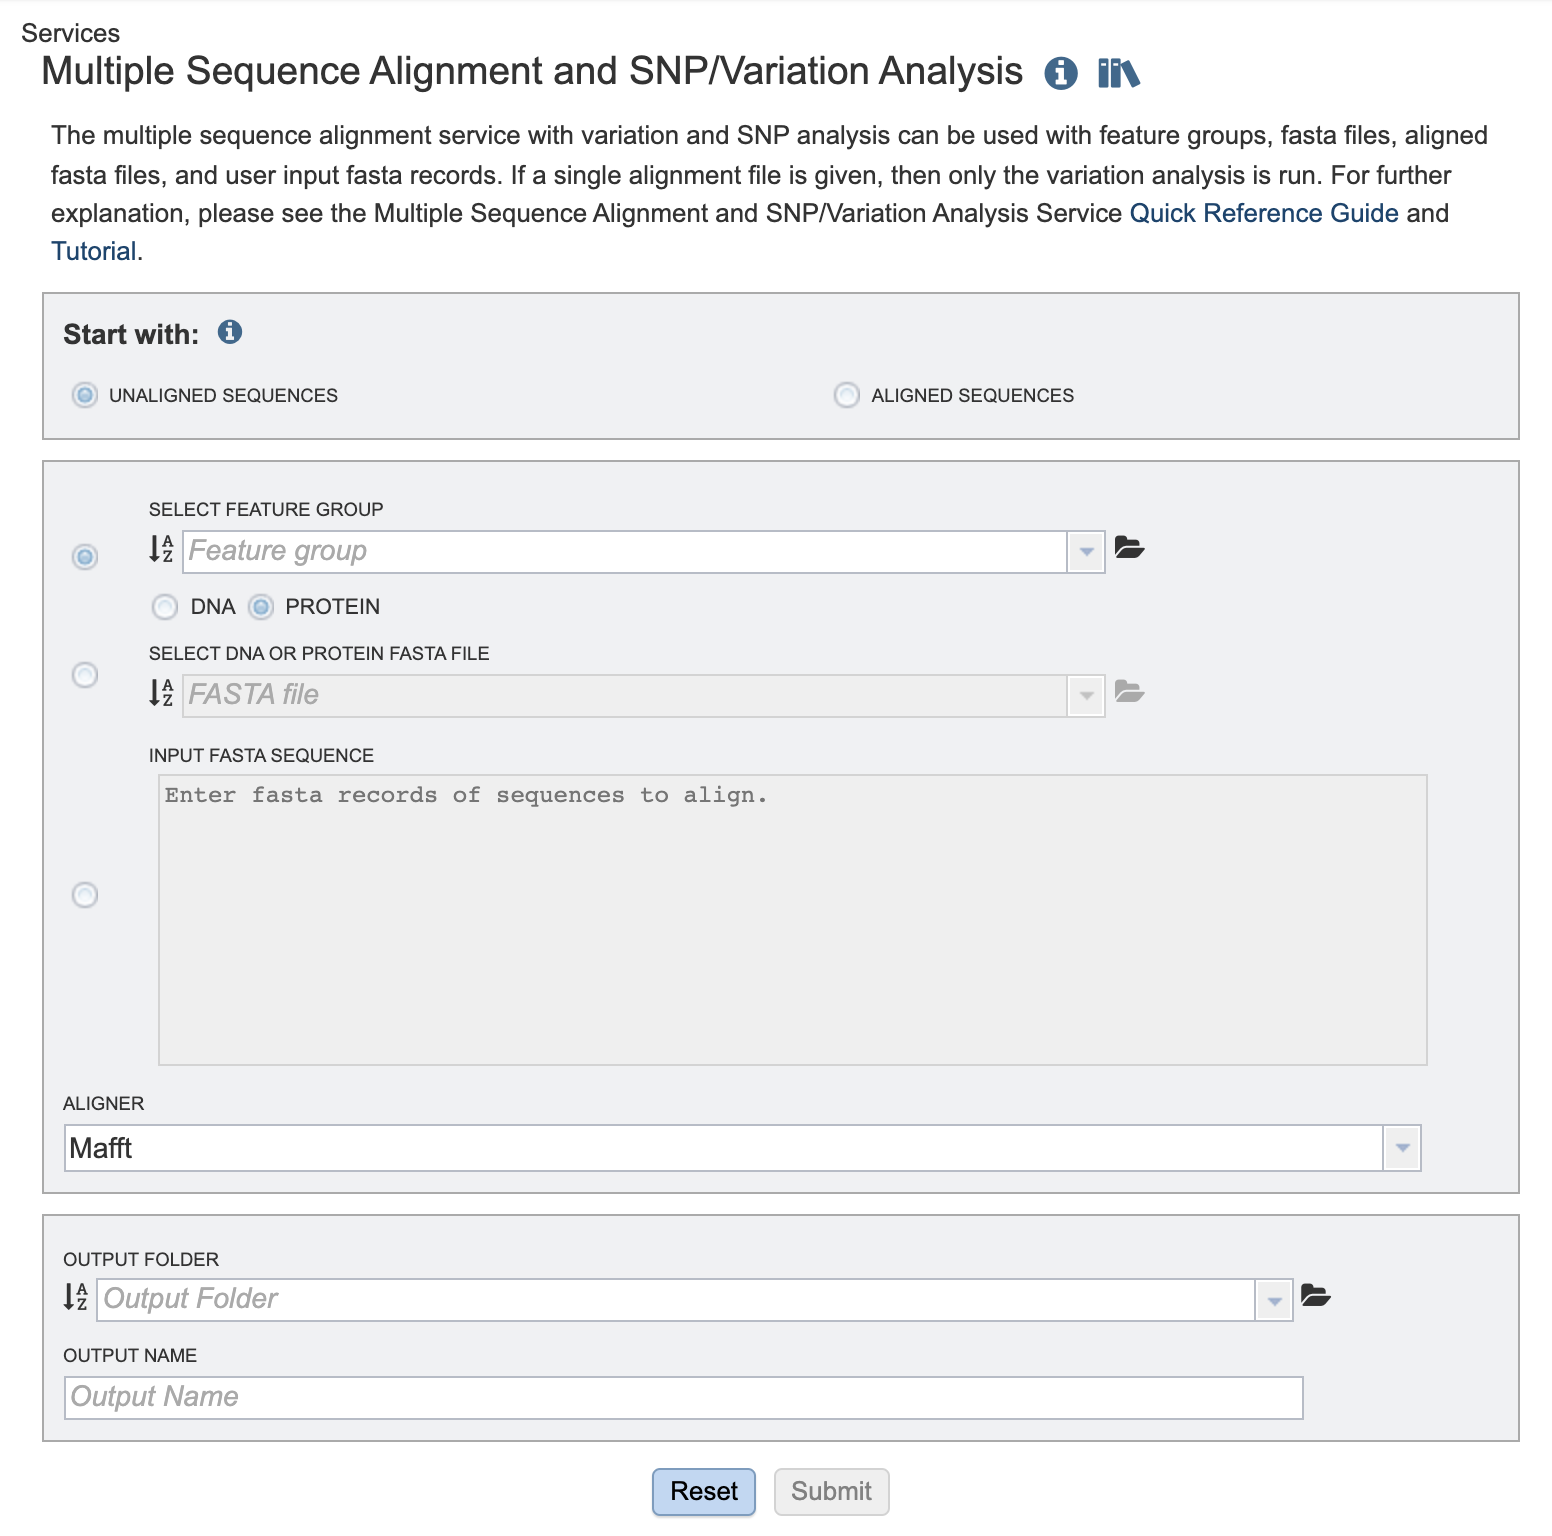 Services
Multiple Sequence Alignment and SNP/Variation Analysis
The multiple sequence alignment service with variation and SNP analysis can be used with feature groups, fasta files, aligned
fasta files, and user input fasta records. If a single alignment file is given, then only the variation analysis is run. For further
explanation, please see the Multiple Sequence Alignment and SNP/Variation Analysis Service Quick Reference Guide and
Tutorial.
Start with:
UNALIGNED SEQUENCES ALIGNED SEQUENCES
SELECT FEATURE GROUP
Feature group
DNA PROTEIN
SELECT DNA OR PROTEIN FASTA FILE
FASTA file
INPUT FASTA SEQUENCE
Enter fasta records of sequences to align.
ALIGNER
Mafft
OUTPUT FOLDER
Output Folder
OUTPUT NAME
Output Name
Reset Submit